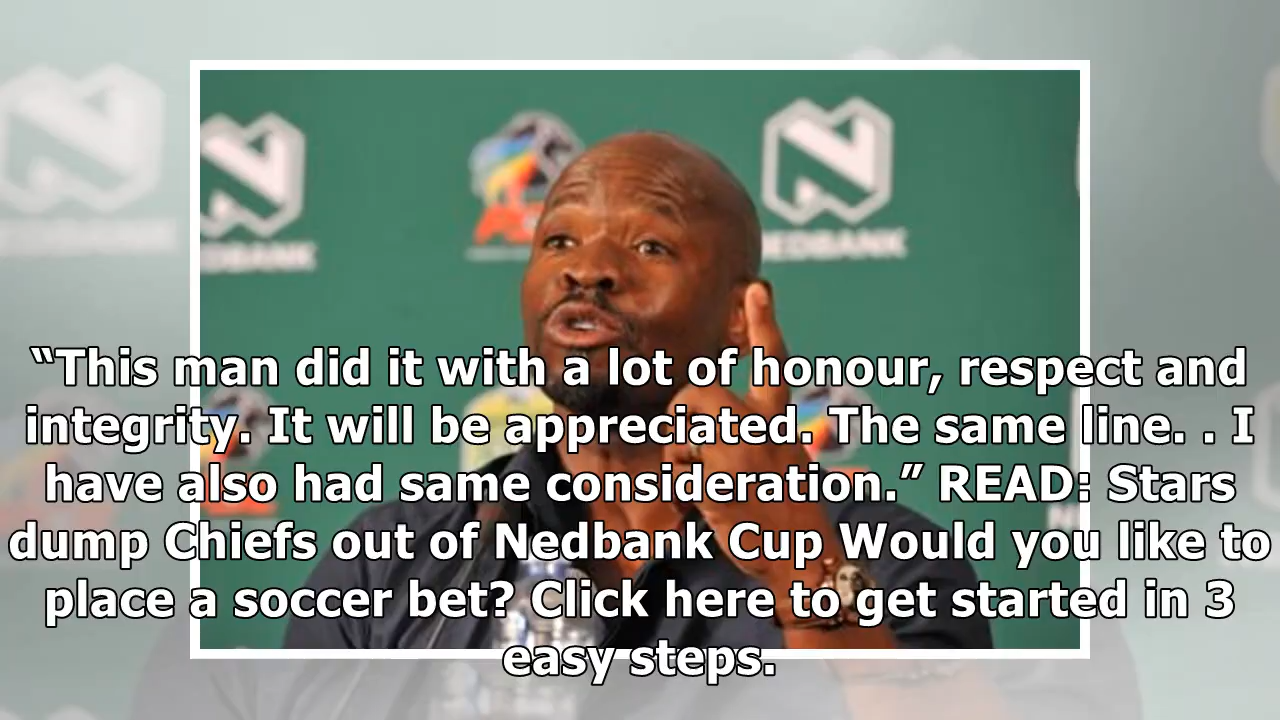 NEDBANK
“This man did it with a lot of honour, respect and
integrity. It will be appreciated. The same line. . I
have also had same consideration.” READ: Stars
dump Chiefs out of Nedbank Cup Would you like to
place a soccer bet? Click here to get started in 3
easy steps.